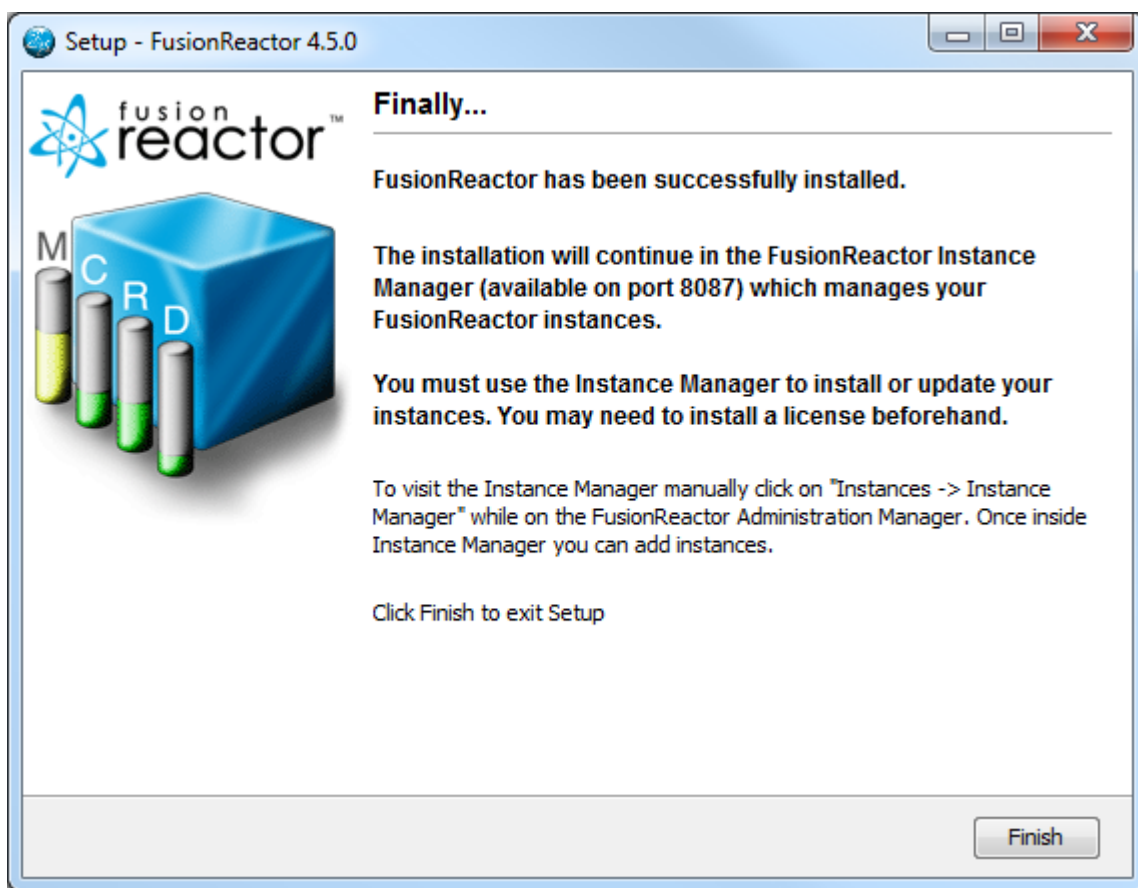 Setup - FusionReactor 4.5.0
fusion
reactor™
M
C
R
D
Finally...
FusionReactor has been successfully installed.
The installation will continue in the FusionReactor Instance
Manager (available on port 8087) which manages your
FusionReactor instances.
You must use the Instance Manager to install or update your
instances. You may need to install a license beforehand.
To visit the Instance Manager manually click on "Instances -> Instance
Manager" while on the FusionReactor Administration Manager. Once inside
Instance Manager you can add instances.
Click Finish to exit Setup
Finish